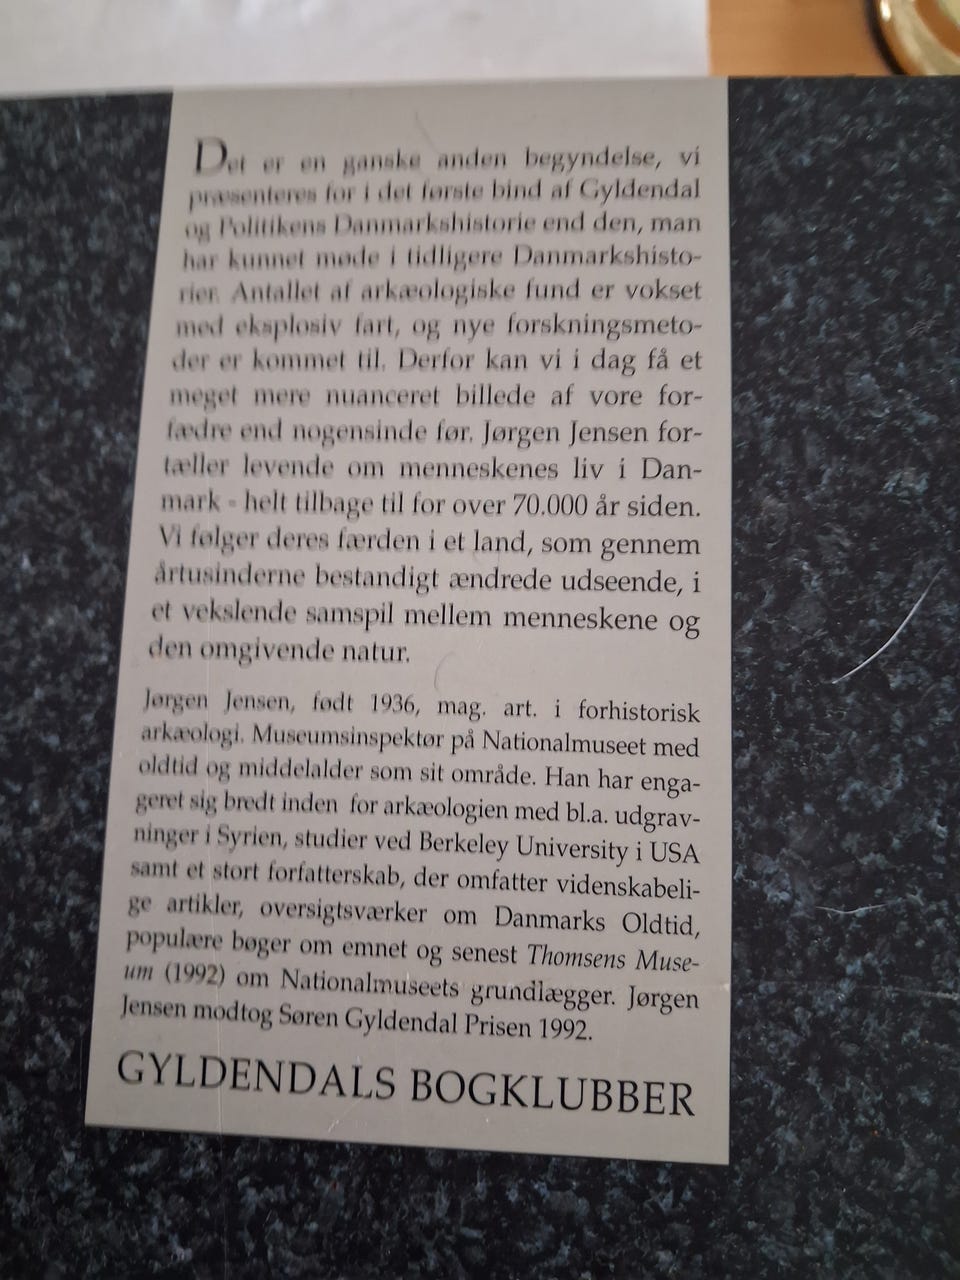 Det er en ganske anden begyndelse, vi
præsenteres for i det første bind af Gyldendal
og Politikens Danmarkshistorie end den, man
har kunnet møde i tidligere Danmarkshisto-
rier. Antallet af arkæologiske fund er vokset
med eksplosiv fart, og nye forskningsmeto-
der er kommet til. Derfor kan vi i dag få et
meget mere nuanceret billede af vore for-
fædre end nogensinde før. Jørgen Jensen for-
tæller levende om menneskenes liv i Dan-
mark - helt tilbage til for over 70.000 år siden.
Vi følger deres færden i et land, som gennem
årtusinderne bestandigt ændrede udseende, i
et vekslende samspil mellem menneskene og
den omgivende natur.
Jørgen Jensen, født 1936, mag. art. i forhistorisk
arkæologi. Museumsinspektør på Nationalmuseet med
oldtid og middelalder som sit område. Han har enga-
geret sig bredt inden for arkæologien med bl.a. udgrav-
ninger i Syrien, studier ved Berkeley University i USA
samt et stort forfatterskab, der omfatter videnskabeli-
ge artikler, oversigtsværker om Danmarks Oldtid,
populære bøger om emnet og senest Thomsens Muse-
um (1992) om Nationalmuseets grundlægger. Jørgen
Jensen modtog Søren Gyldendal Prisen 1992.
GYLDENDALS BOGKLUBBER